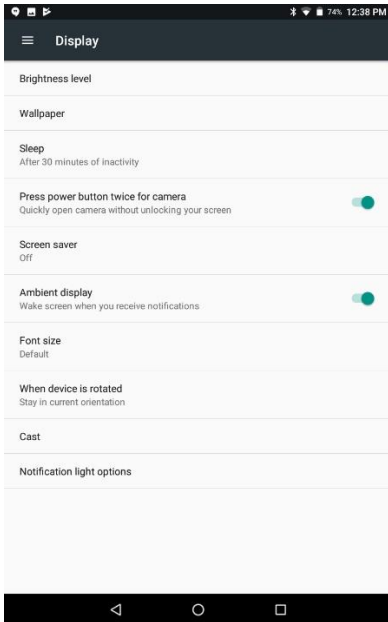 74% 12:38 PM
Display
Brightness level
Wallpaper
Sleep
After 30 minutes of inactivity
Press power button twice for camera
Quickly open camera without unlocking your screen
Screen saver
Off
Ambient display
Wake screen when you receive notifications
Font size
Default
When device is rotated
Stay in current orientation
Cast
Notification light options